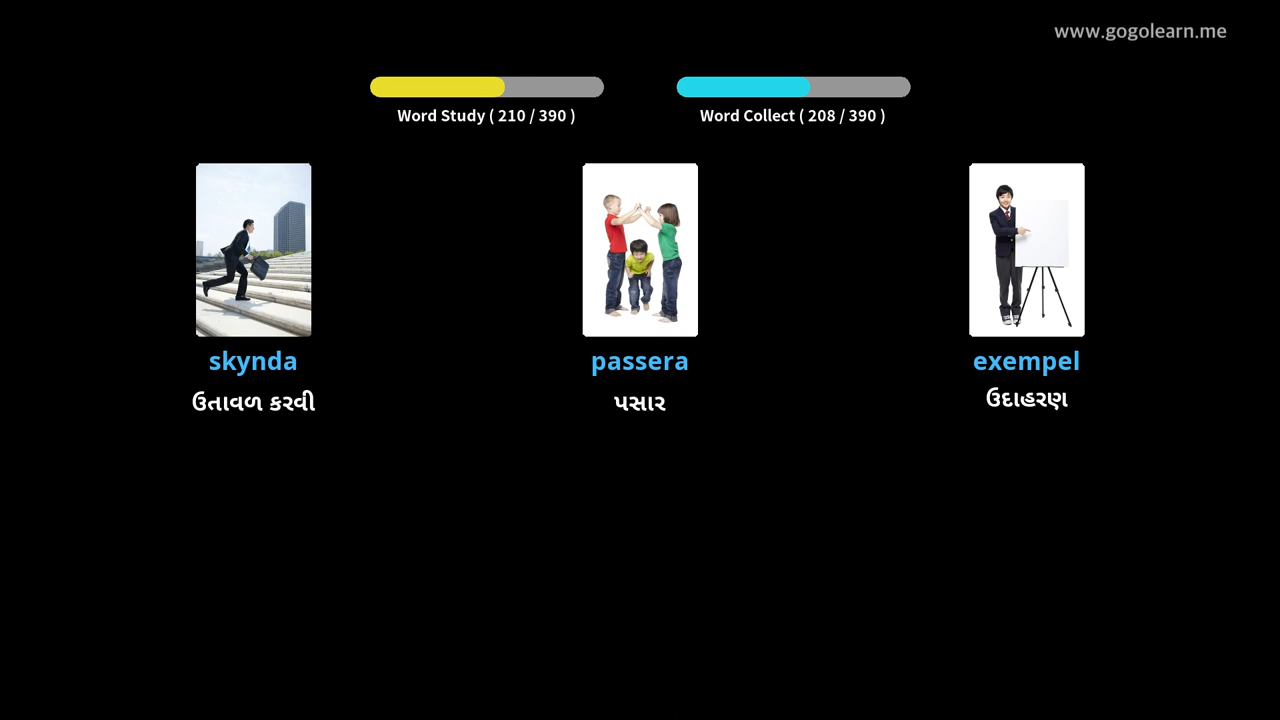 www.gogolearn.me
Word Study ( 210 / 390 )
Word Collect ( 208 / 390 )
skynda
passera
exempel
ઉતાવળ કરવી
પસાર
ઉદાહરણ